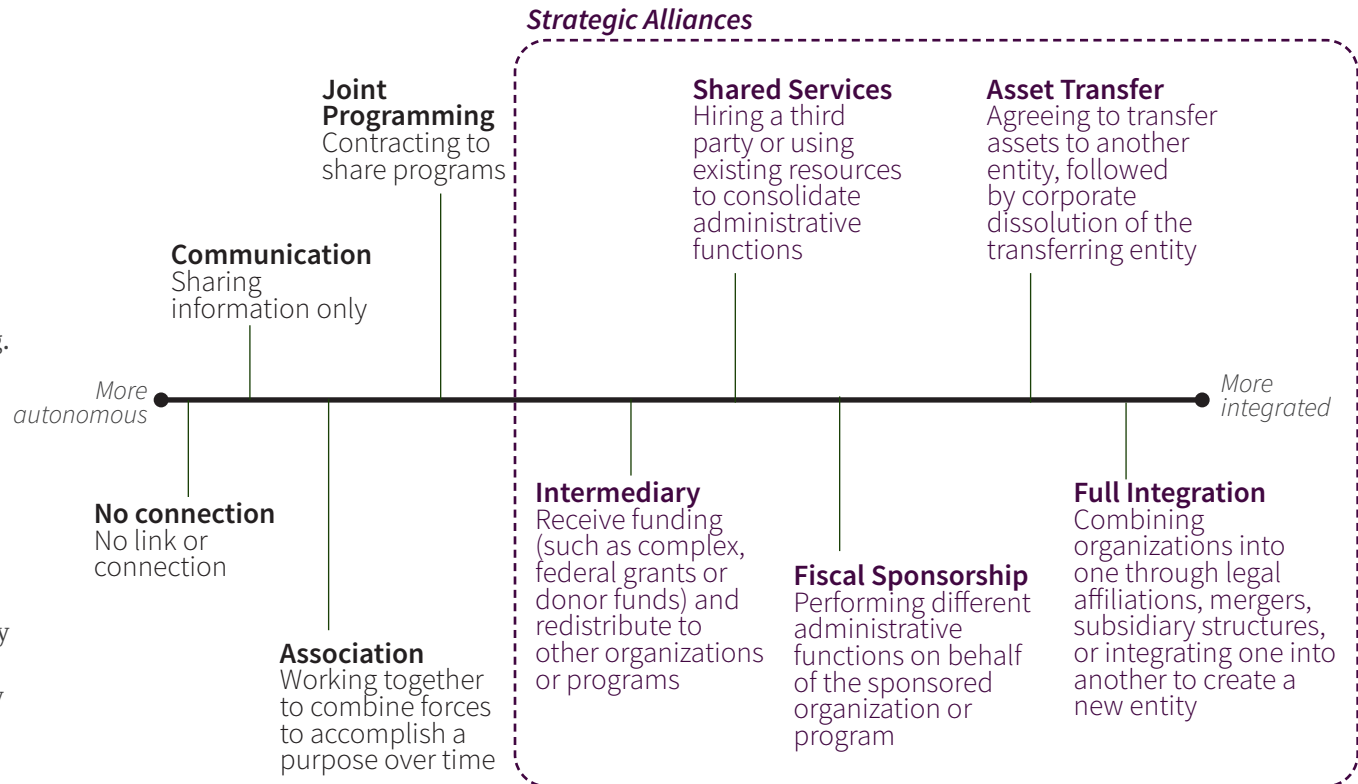 Strategic Alliances
Joint
Programming
Contracting to
share programs
Shared Services
Hiring a third
party or using
existing resources
to consolidate
administrative
functions
Asset Transfer
Agreeing to transfer
assets to another
entity, followed
by corporate
dissolution of the
transferring entity
Communication
Sharing
information only
More
autonomous
More
integrated
No connection
No link or
connection
Association
Working together
to combine forces
to accomplish a
purpose over time
Intermediary
Receive funding
(such as complex,
federal grants or
donor funds) and
redistribute to
other organizations
or programs
Fiscal Sponsorship
Performing different
administrative
functions on behalf
of the sponsored
organization or
program
Full Integration
Combining
organizations into
one through legal
affiliations, mergers,
subsidiary structures,
or integrating one into
another to create a
new entity